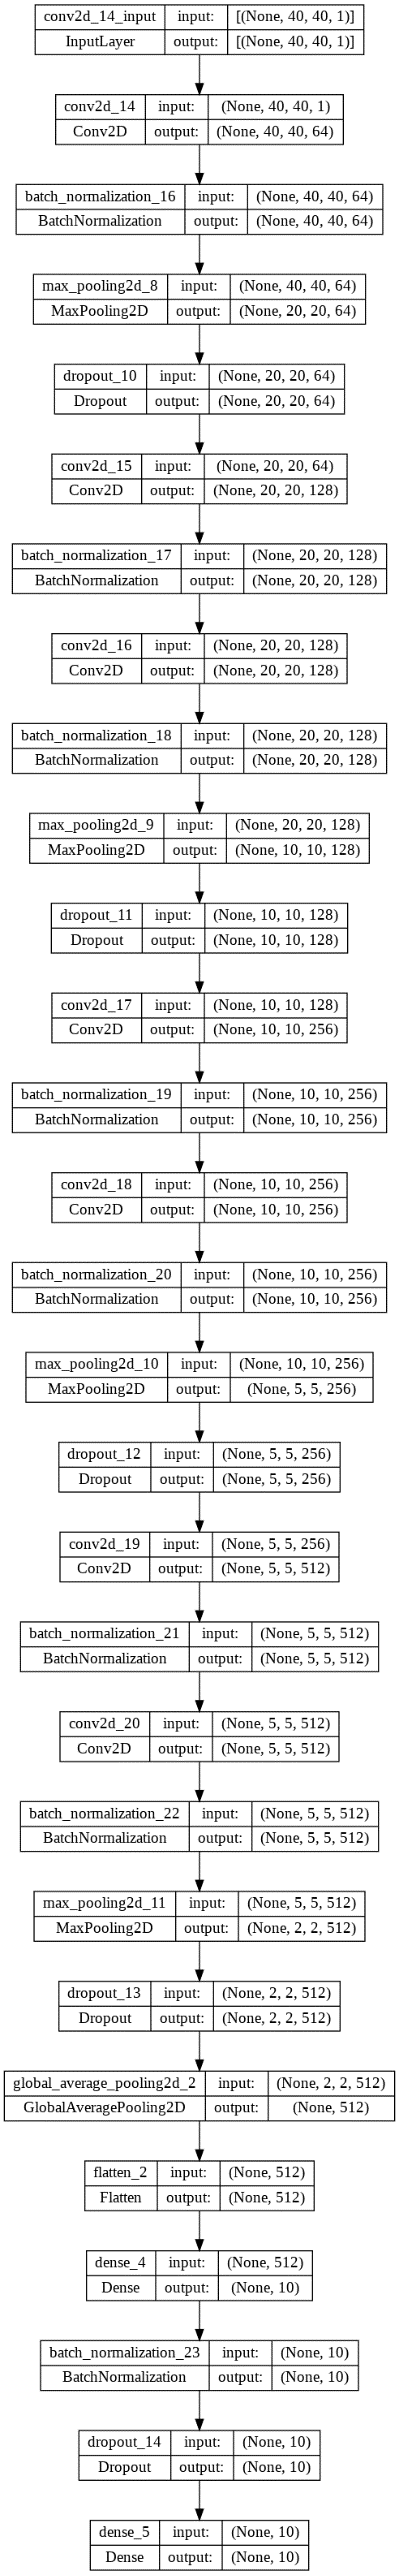 conv2d_14_input input: [(None, 40, 40, 1)]
InputLayer output: [(None, 40, 40, 1)]
conv2d_14 input: (None, 40, 40, 1)
Conv2D output: (None, 40, 40, 64)
batch_normalization_16 input: (None, 40, 40, 64)
BatchNormalization output: (None, 40, 40, 64)
max_pooling2d_8 input: (None, 40, 40, 64)
MaxPooling2D output: (None, 20, 20, 64)
dropout_10 input: (None, 20, 20, 64)
Dropout output: (None, 20, 20, 64)
conv2d_15 input: (None, 20, 20, 64)
Conv2D output: (None, 20, 20, 128)
batch_normalization_17 input: (None, 20, 20, 128)
BatchNormalization output: (None, 20, 20, 128)
conv2d_16 input: (None, 20, 20, 128)
Conv2D output: (None, 20, 20, 128)
batch_normalization_18 input: (None, 20, 20, 128)
BatchNormalization output: (None, 20, 20, 128)
max_pooling2d_9 input: (None, 20, 20, 128)
MaxPooling2D output: (None, 10, 10, 128)
dropout_11 input: (None, 10, 10, 128)
Dropout output: (None, 10, 10, 128)
conv2d_17 input: (None, 10, 10, 128)
Conv2D output: (None, 10, 10, 256)
batch_normalization_19 input: (None, 10, 10, 256)
BatchNormalization output: (None, 10, 10, 256)
conv2d_18 input: (None, 10, 10, 256)
Conv2D output: (None, 10, 10, 256)
batch_normalization_20 input: (None, 10, 10, 256)
BatchNormalization output: (None, 10, 10, 256)
max_pooling2d_10 input: (None, 10, 10, 256)
MaxPooling2D output: (None, 5, 5, 256)
dropout_12 input: (None, 5, 5, 256)
Dropout output: (None, 5, 5, 256)
conv2d_19 input: (None, 5, 5, 256)
Conv2D output: (None, 5, 5, 512)
batch_normalization_21 input: (None, 5, 5, 512)
BatchNormalization output: (None, 5, 5, 512)
conv2d_20 input: (None, 5, 5, 512)
Conv2D output: (None, 5, 5, 512)
batch_normalization_22 input: (None, 5, 5, 512)
BatchNormalization output: (None, 5, 5, 512)
max_pooling2d_11 input: (None, 5, 5, 512)
MaxPooling2D output: (None, 2, 2, 512)
dropout_13 input: (None, 2, 2, 512)
Dropout output: (None, 2, 2, 512)
global_average_pooling2d_2 input: (None, 2, 2, 512)
GlobalAveragePooling2D output: (None, 512)
flatten_2 input: (None, 512)
Flatten output: (None, 512)
dense_4 input: (None, 512)
Dense output: (None, 10)
batch_normalization_23 input: (None, 10)
BatchNormalization output: (None, 10)
dropout_14 input: (None, 10)
Dropout output: (None, 10)
dense_5 input: (None, 10)
Dense output: (None, 10)